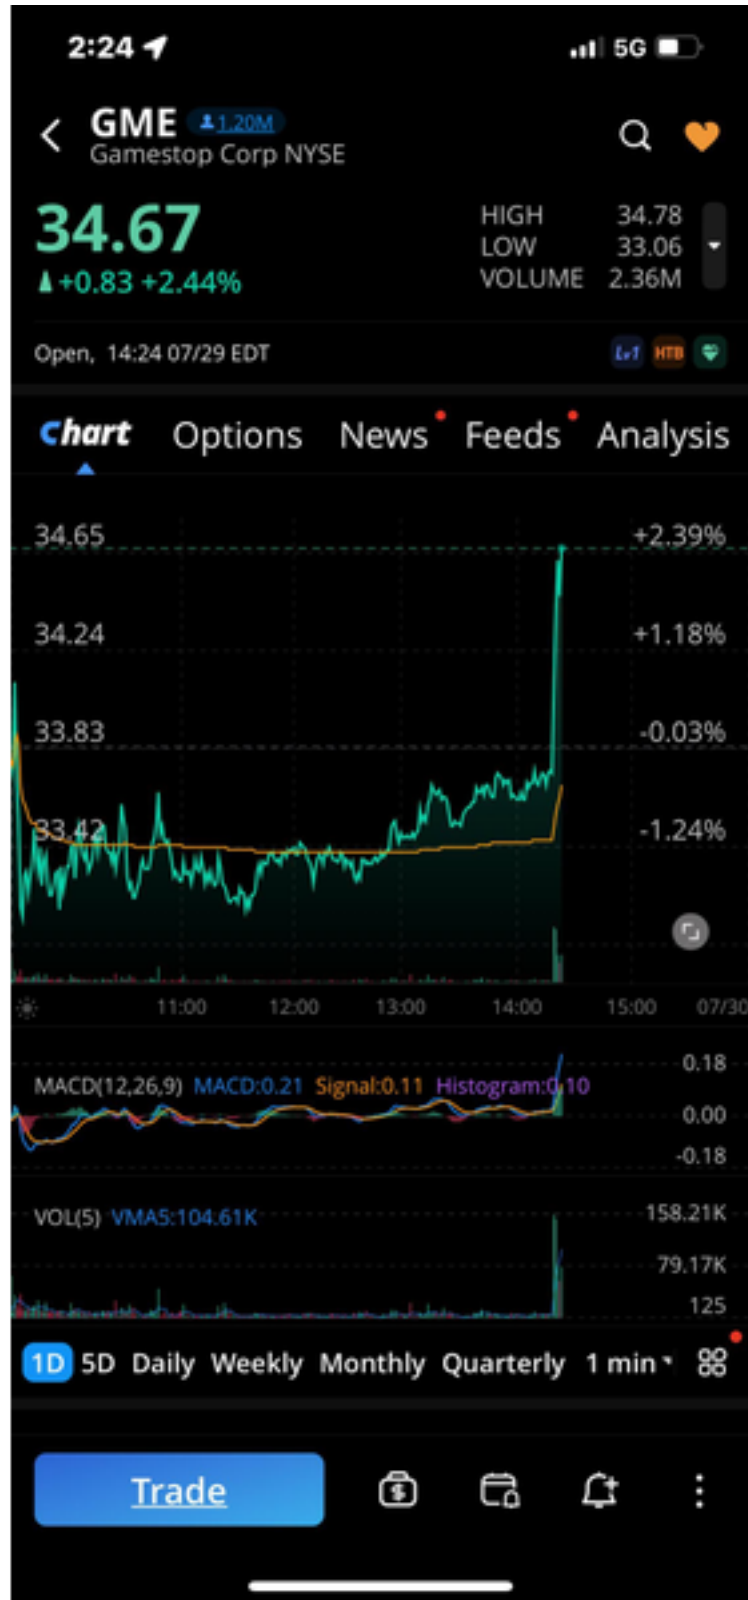 2:24 5G
GME 1.20M
Gamestop Corp NYSE
34.67
+0.83 +2.44%
HIGH 34.78
LOW 33.06
VOLUME 2.36M
Open, 14:24 07/29 EDT
Lv1 HTB
Chart Options News Feeds Analysis
34.65 +2.39%
34.24 +1.18%
33.83 -0.03%
33.42 -1.24%
11:00 12:00 13:00 14:00 15:00 07/30
0.18
MACD(12,26,9) MACD:0.21 Signal:0.11 Histogram:0.10
0.00
-0.18
VOL(5) VMA5:104.61K 158.21K
79.17K
125
1D 5D Daily Weekly Monthly Quarterly 1 min
Trade